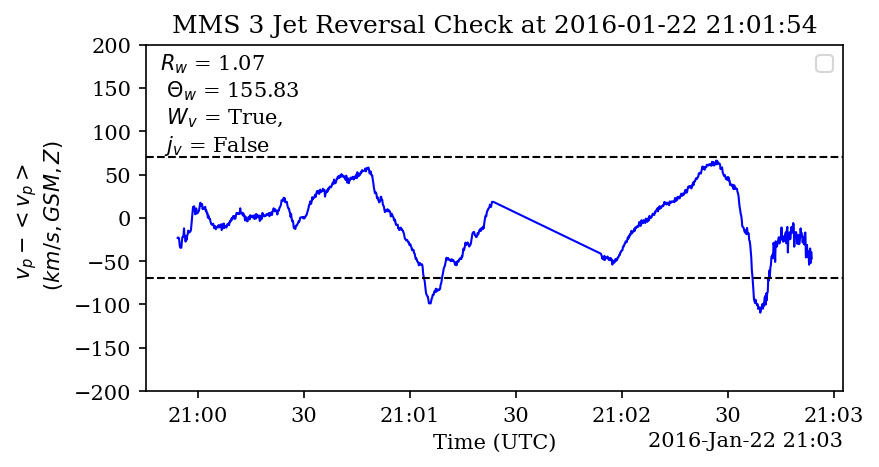 MMS 3 Jet Reversal Check at 2016-01-22 21:01:54
R_w = 1.07
Θ_w = 155.83
W_v = True,
j_v = False
v_p - < v_p >
(km/s, GSM, Z)
200
150
100
50
0
−50
−100
−150
−200
21:00 30 21:01 30 21:02 30 21:03
Time (UTC) 2016-Jan-22 21:03